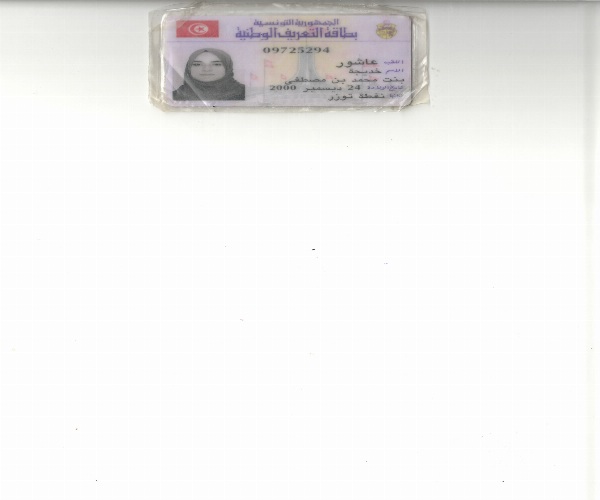 الجمهورية التونسية
بطاقة التعريف الوطنية
09725294
اللقب عاشور
الاسم خديجة
بنت محمد بن مصطفى
تاريخ الولادة 24 ديسمبر 2000
مكانها نفطة توزر